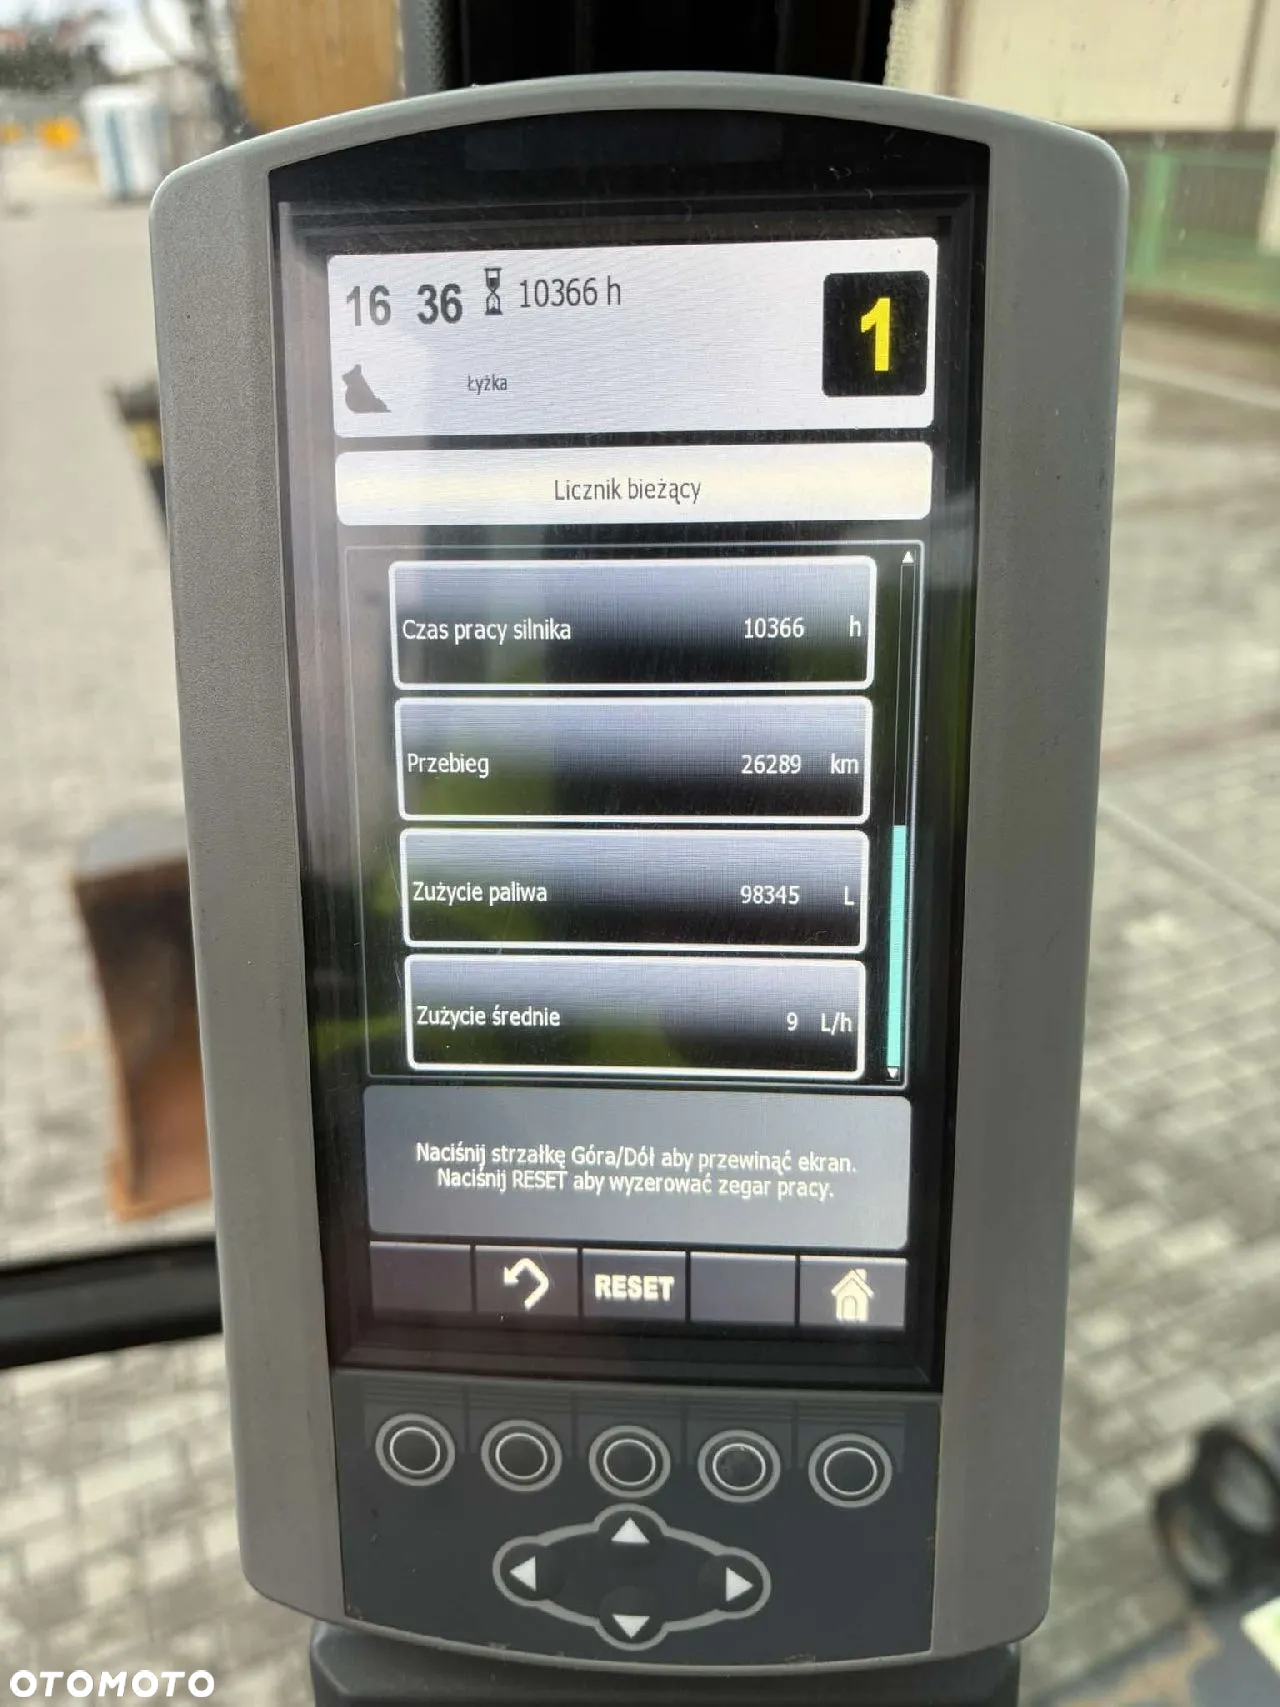 16 36 10366 h
1
Łyżka
Licznik bieżący
Czas pracy silnika 10366 h
Przebieg 26289 km
Zużycie paliwa 98345 L
Zużycie średnie 9 L/h
Naciśnij strzałkę Góra/Dół aby przewinąć ekran.
Naciśnij RESET aby wyzerować zegar pracy.
RESET
OTOMOTO